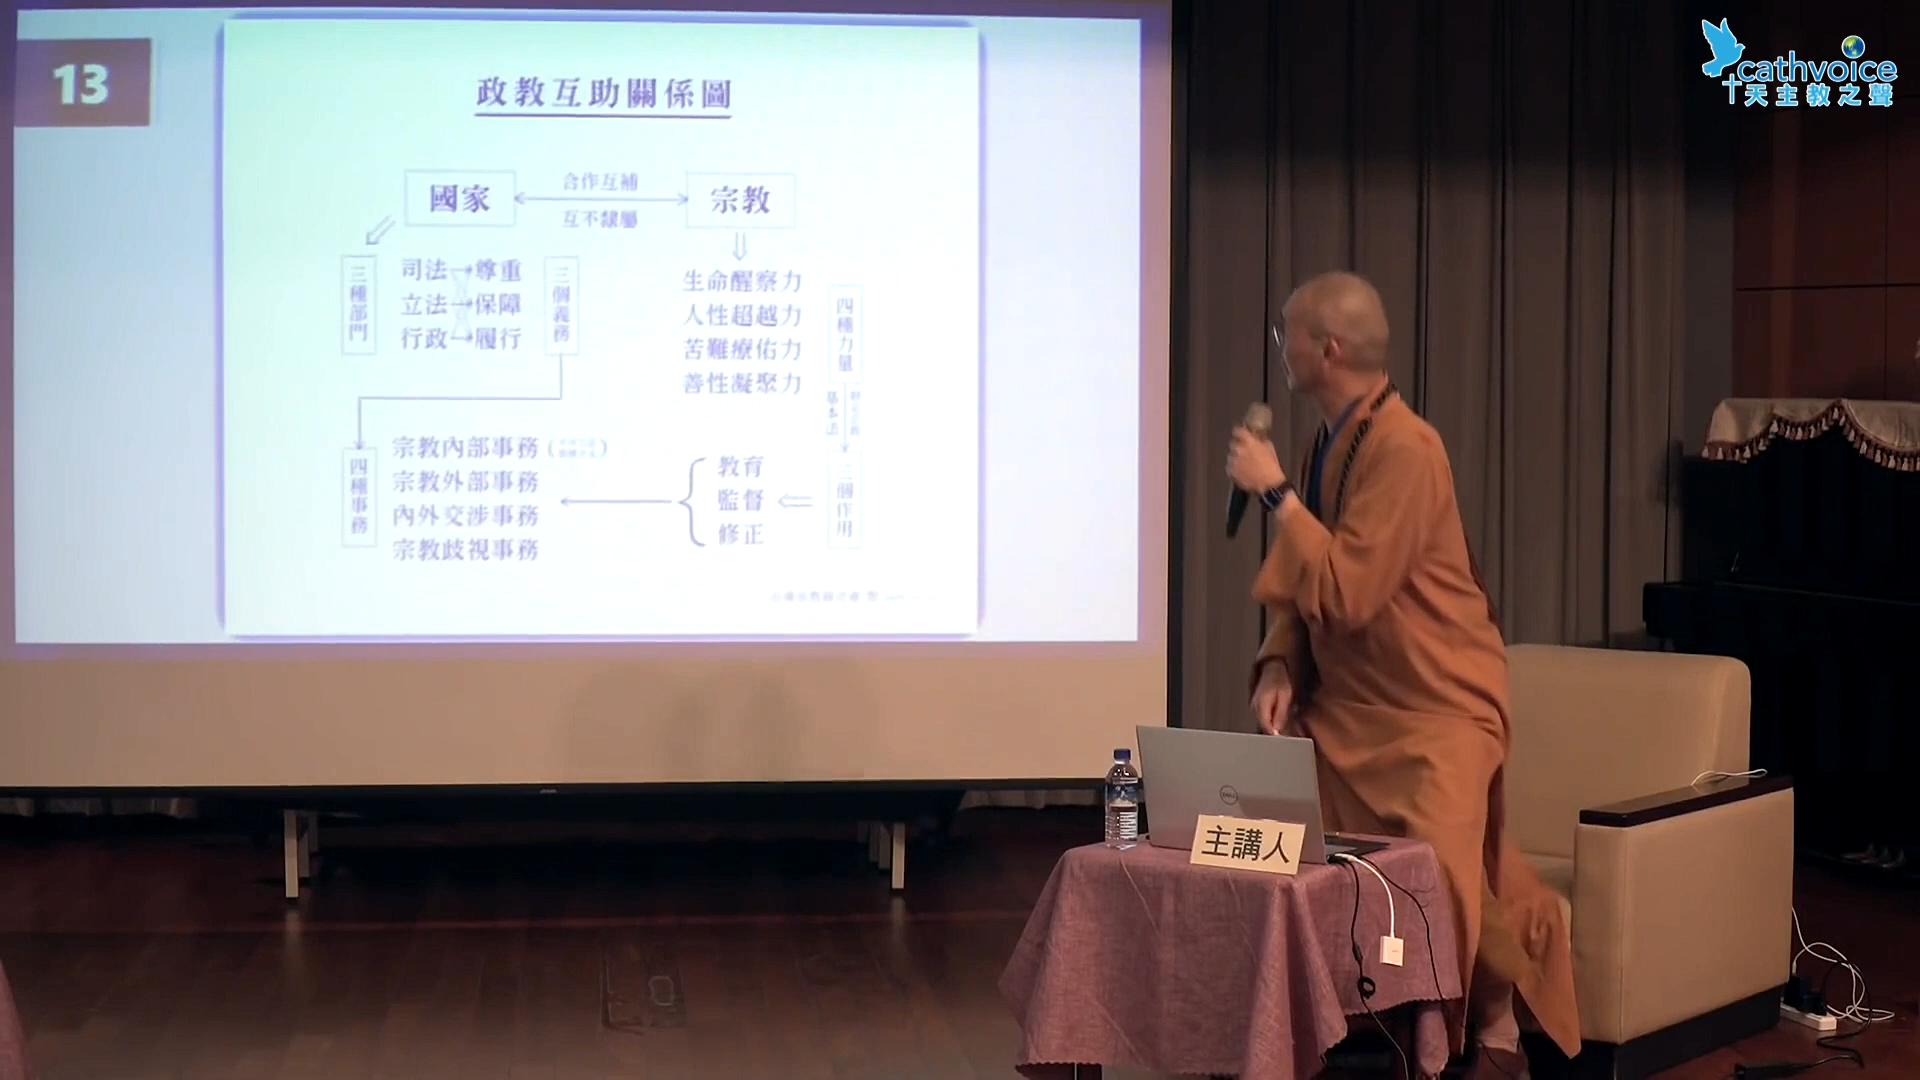 13
政教互助關係圖
國家
合作互補
互不隸屬
宗教
三種部門
司法 尊重
立法 保障
行政 履行
三個義務
生命醒察力
人性超越力
苦難療佑力
善性凝聚力
四種力量
基本法
四種事務
宗教內部事務
宗教外部事務
內外交涉事務
宗教歧視事務
教育
監督
修正
三個作用
cathvoice
天主教之聲
DELL
主講人